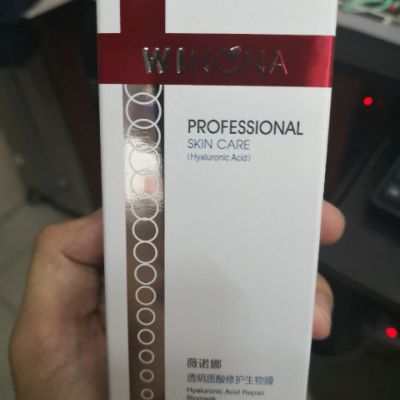 WINONA
PROFESSIONAL
SKIN CARE
(Hyaluronic Acid)
薇诺娜
透明质酸修护生物膜
Hyaluronic Acid Repair
Biomask